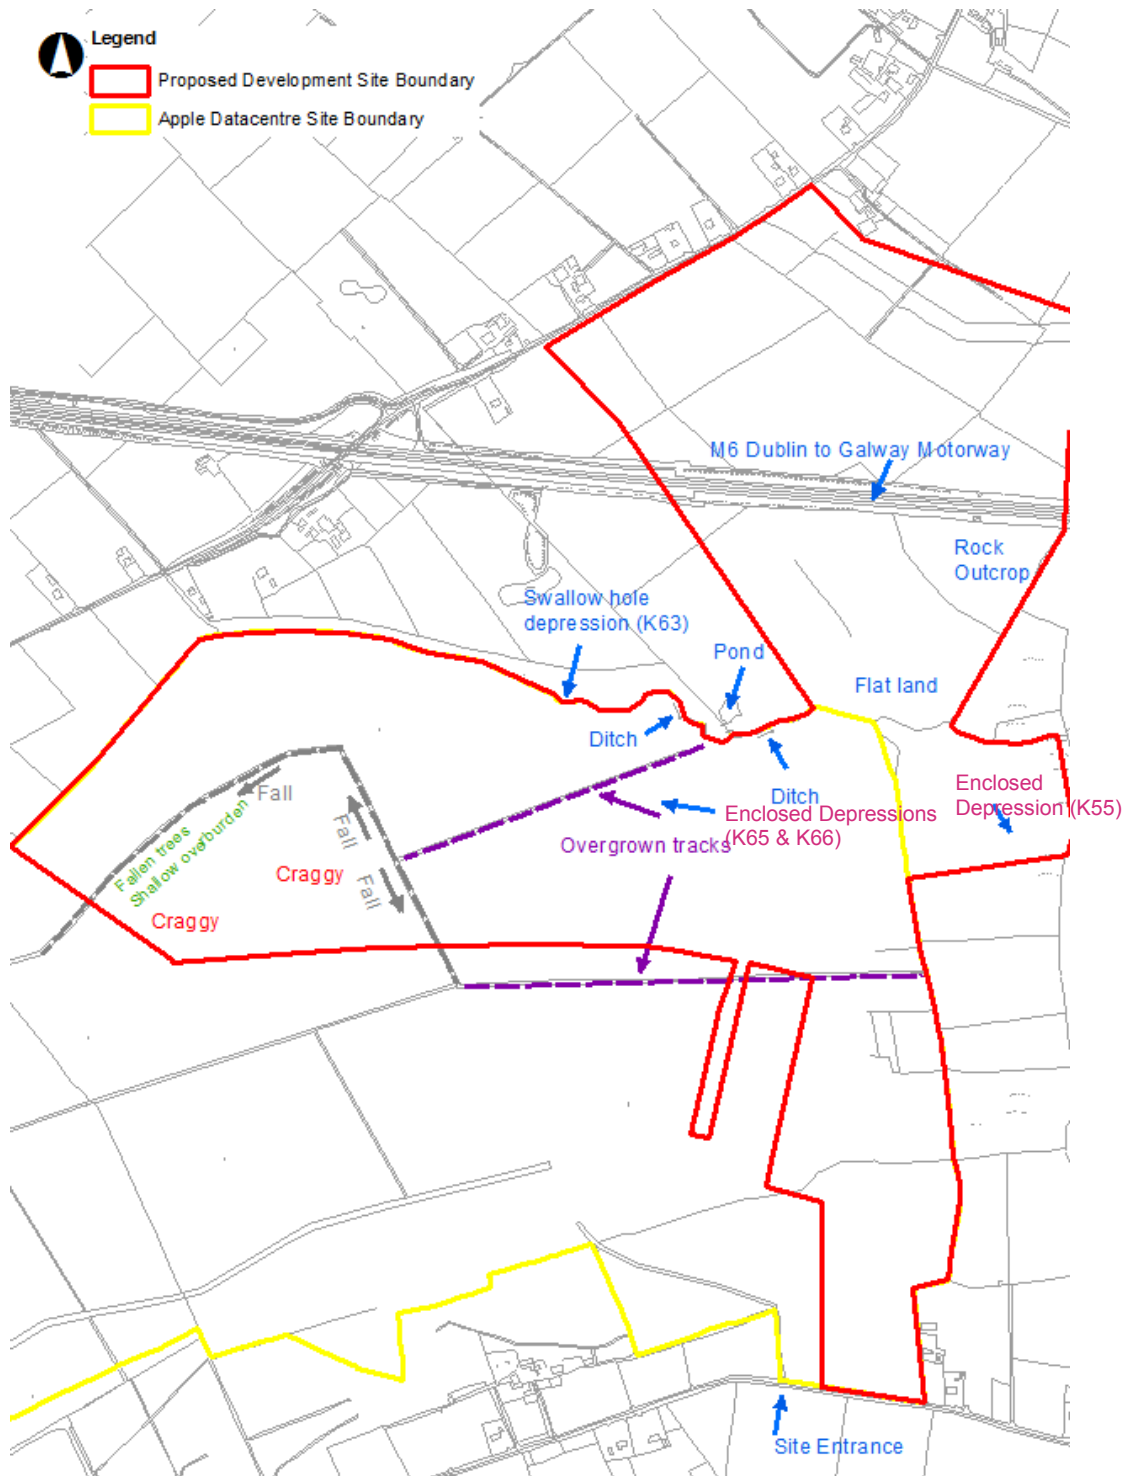 Legend
Proposed Development Site Boundary
Apple Datacentre Site Boundary
M6 Dublin to Galway Motorway
Rock
Outcrop
Swallow hole
depression (K63)
Pond
Flat land
Ditch
Ditch
Enclosed
Depression (K55)
Enclosed Depressions
(K65 & K66)
Overgrown tracks
Fall
Fall
Fall
Fallen trees
Shallow overburden
Craggy
Craggy
Site Entrance